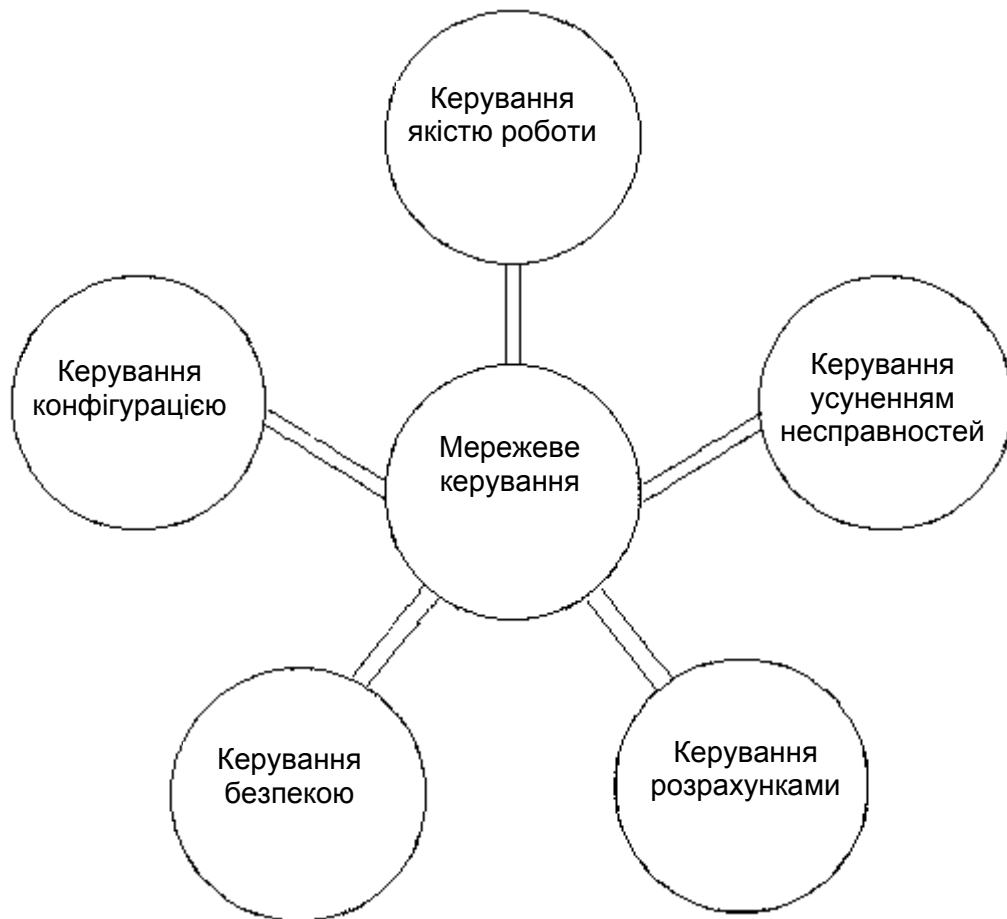 Керування
якістю роботи
Керування
конфігурацією
Керування
усуненням
несправностей
Мережеве
керування
Керування
безпекою
Керування
розрахунками